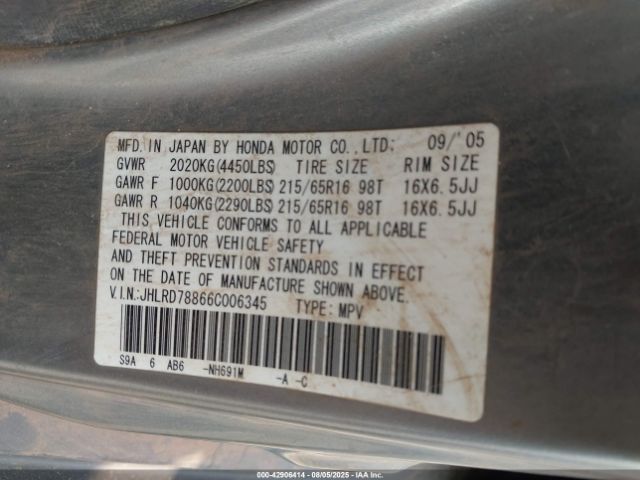 MFD. IN JAPAN BY HONDA MOTOR CO., LTD: 09/'05
GVWR 2020KG(4450LBS) TIRE SIZE RIM SIZE
GAWR F 1000KG(2200LBS) 215/65R16 98T 16X6.5JJ
GAWR R 1040KG(2290LBS) 215/65R16 98T 16X6.5JJ
THIS VEHICLE CONFORMS TO ALL APPLICABLE
FEDERAL MOTOR VEHICLE SAFETY
AND THEFT PREVENTION STANDARDS IN EFFECT
ON THE DATE OF MANUFACTURE SHOWN ABOVE.
V.I.N.:JHLRD78866C006345 TYPE: MPV
S9A 6 AB6 -NH691M -A -C
000-42906414 - 08/05/2025 - IAAI.COM